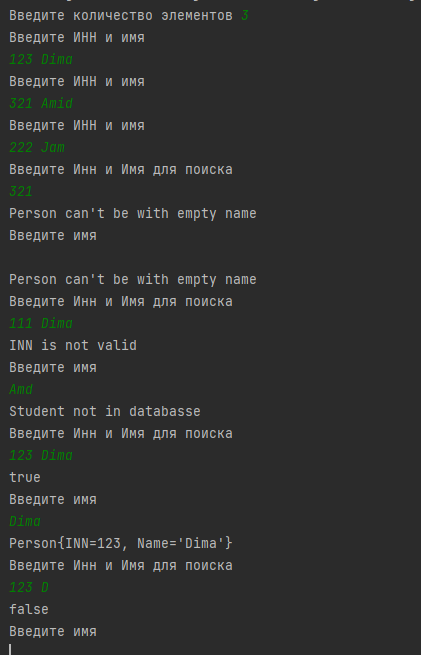 Введите количество элементов 3
Введите ИНН и имя
123 Dima
Введите ИНН и имя
321 Amid
Введите ИНН и имя
222 Jam
Введите Инн и Имя для поиска
321
Person can't be with empty name
Введите имя
Person can't be with empty name
Введите Инн и Имя для поиска
111 Dima
INN is not valid
Введите имя
Amd
Student not in databasse
Введите Инн и Имя для поиска
123 Dima
true
Введите имя
Dima
Person{INN=123, Name='Dima'}
Введите Инн и Имя для поиска
123 D
false
Введите имя